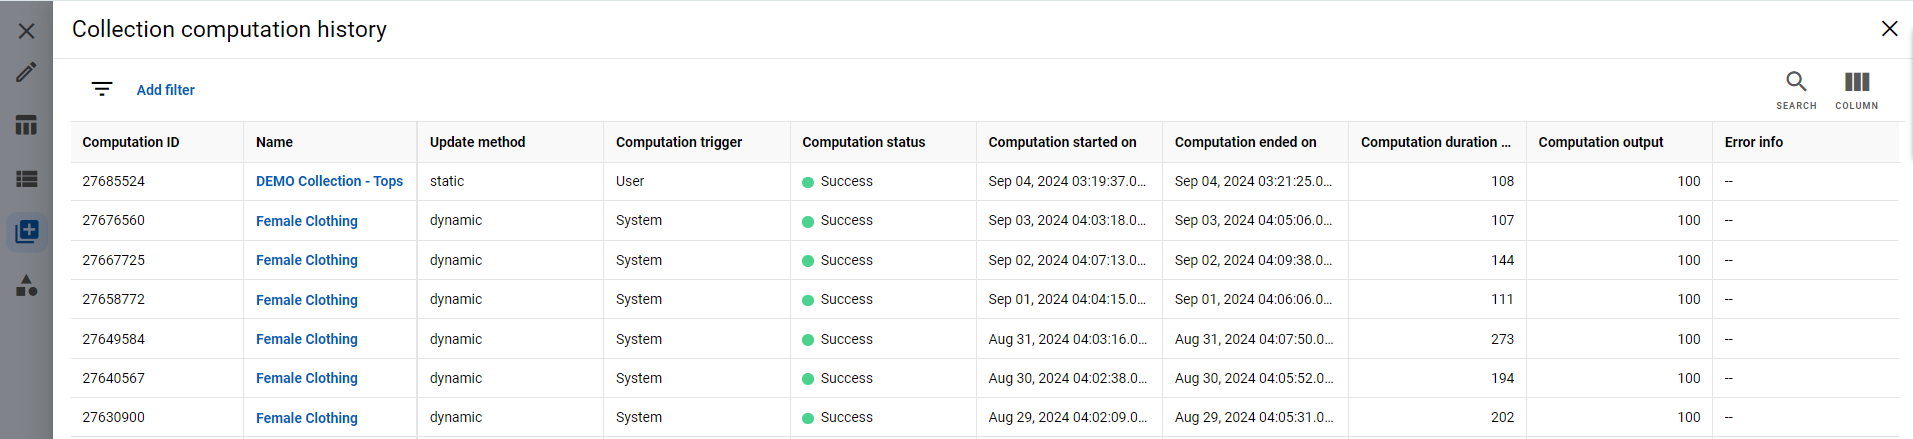 Collection computation history
Add filter
SEARCH COLUMN
Computation ID Name Update method Computation trigger Computation status Computation started on Computation ended on Computation duration ... Computation output Error info
27685524 DEMO Collection - Tops static User Success Sep 04, 2024 03:19:37.0... Sep 04, 2024 03:21:25.0... 108 100 --
27676560 Female Clothing dynamic System Success Sep 03, 2024 04:03:18.0... Sep 03, 2024 04:05:06.0... 107 100 --
27667725 Female Clothing dynamic System Success Sep 02, 2024 04:07:13.0... Sep 02, 2024 04:09:38.0... 144 100 --
27658772 Female Clothing dynamic System Success Sep 01, 2024 04:04:15.0... Sep 01, 2024 04:06:06.0... 111 100 --
27649584 Female Clothing dynamic System Success Aug 31, 2024 04:03:16.0... Aug 31, 2024 04:07:50.0... 273 100 --
27640567 Female Clothing dynamic System Success Aug 30, 2024 04:02:38.0... Aug 30, 2024 04:05:52.0... 194 100 --
27630900 Female Clothing dynamic System Success Aug 29, 2024 04:02:09.0... Aug 29, 2024 04:05:31.0... 202 100 --